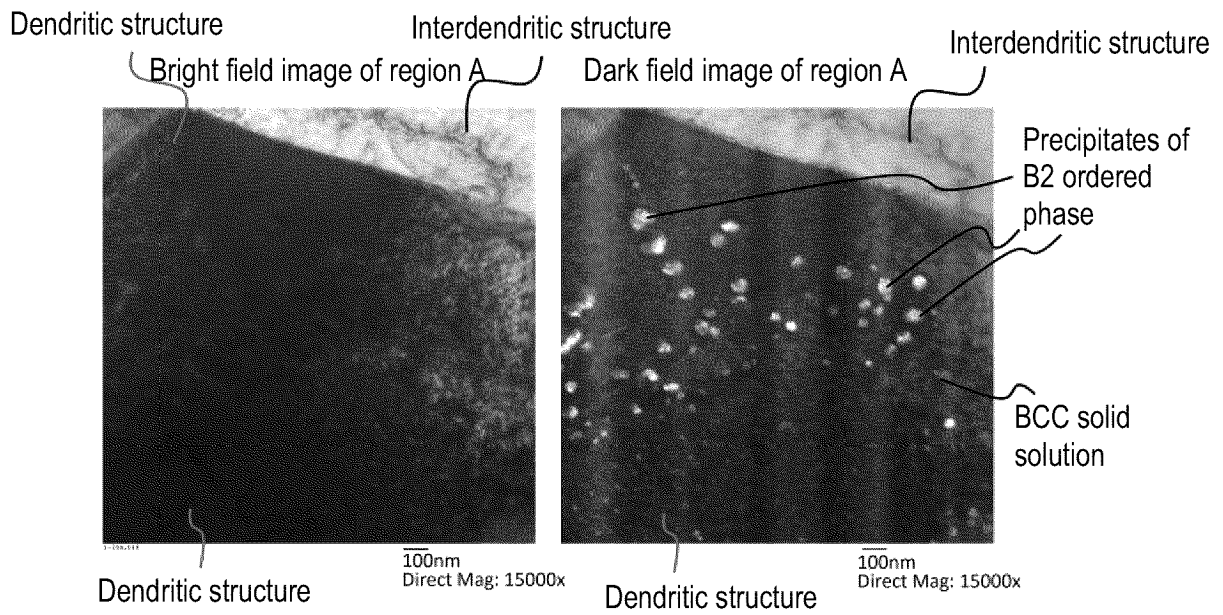 Dendritic structure
Interdendritic structure
Bright field image of region A
Dark field image of region A
Interdendritic structure
Precipitates of
B2 ordered
phase
BCC solid
solution
100nm
Direct Mag: 15000x
100nm
Direct Mag: 15000x
Dendritic structure
Dendritic structure